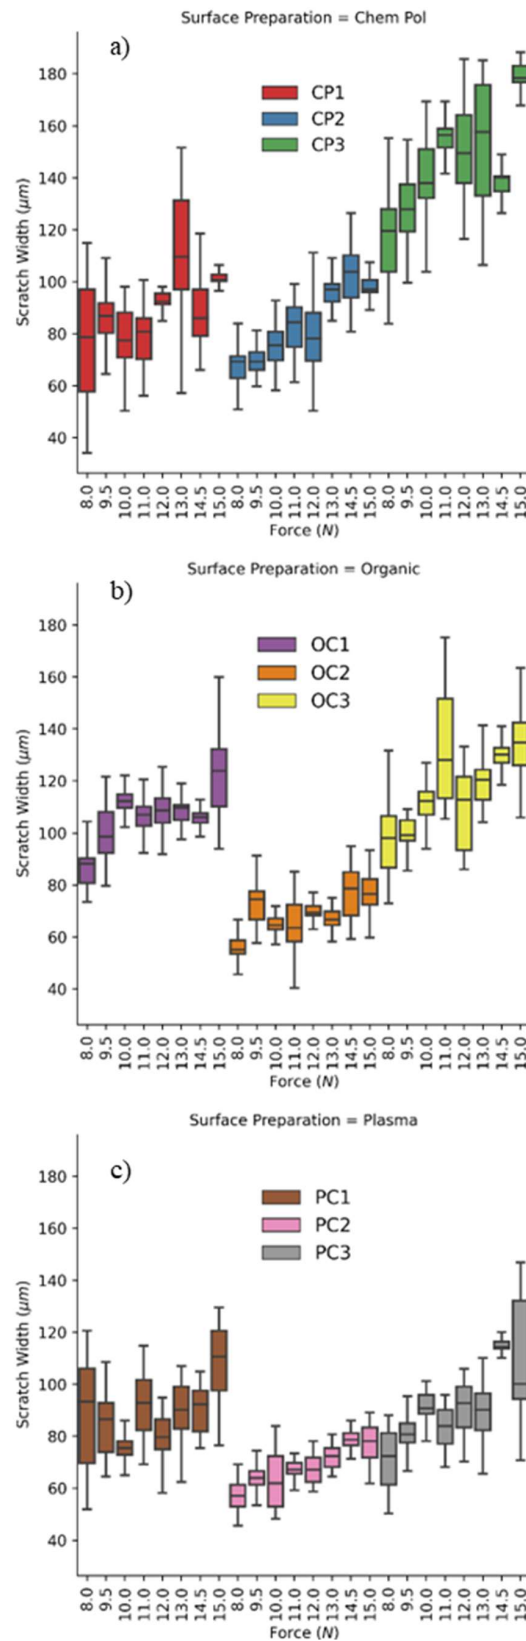 Surface Preparation = Chem Pol
a)
CP1
CP2
CP3
180
160
140
120
100
80
60
40
Scratch Width (μm)
8.0 9.5 10.0 11.0 12.0 13.0 14.5 15.0 8.0 9.5 10.0 11.0 12.0 13.0 14.5 15.0 8.0 9.5 10.0 11.0 12.0 13.0 14.5 15.0
Force (N)
Surface Preparation = Organic
b)
OC1
OC2
OC3
180
160
140
120
100
80
60
40
Scratch Width (μm)
8.0 9.5 10.0 11.0 12.0 13.0 14.5 15.0 8.0 9.5 10.0 11.0 12.0 13.0 14.5 15.0 8.0 9.5 10.0 11.0 12.0 13.0 14.5 15.0
Force (N)
Surface Preparation = Plasma
c)
PC1
PC2
PC3
180
160
140
120
100
80
60
40
Scratch Width (μm)
8.0 9.5 10.0 11.0 12.0 13.0 14.5 15.0 8.0 9.5 10.0 11.0 12.0 13.0 14.5 15.0 8.0 9.5 10.0 11.0 12.0 13.0 14.5 15.0
Force (N)